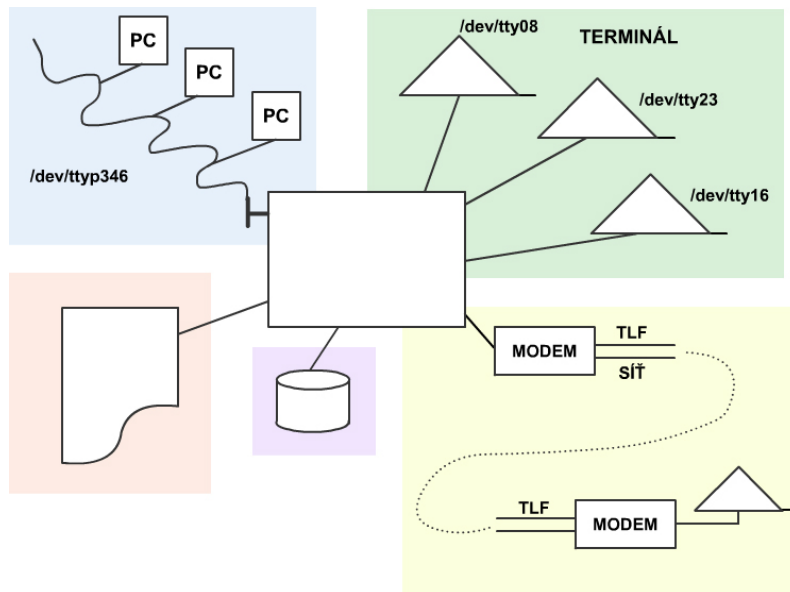 PC
PC
PC
/dev/ttyp346
/dev/tty08
TERMINÁL
/dev/tty23
/dev/tty16
MODEM
TLF
SÍŤ
TLF
MODEM